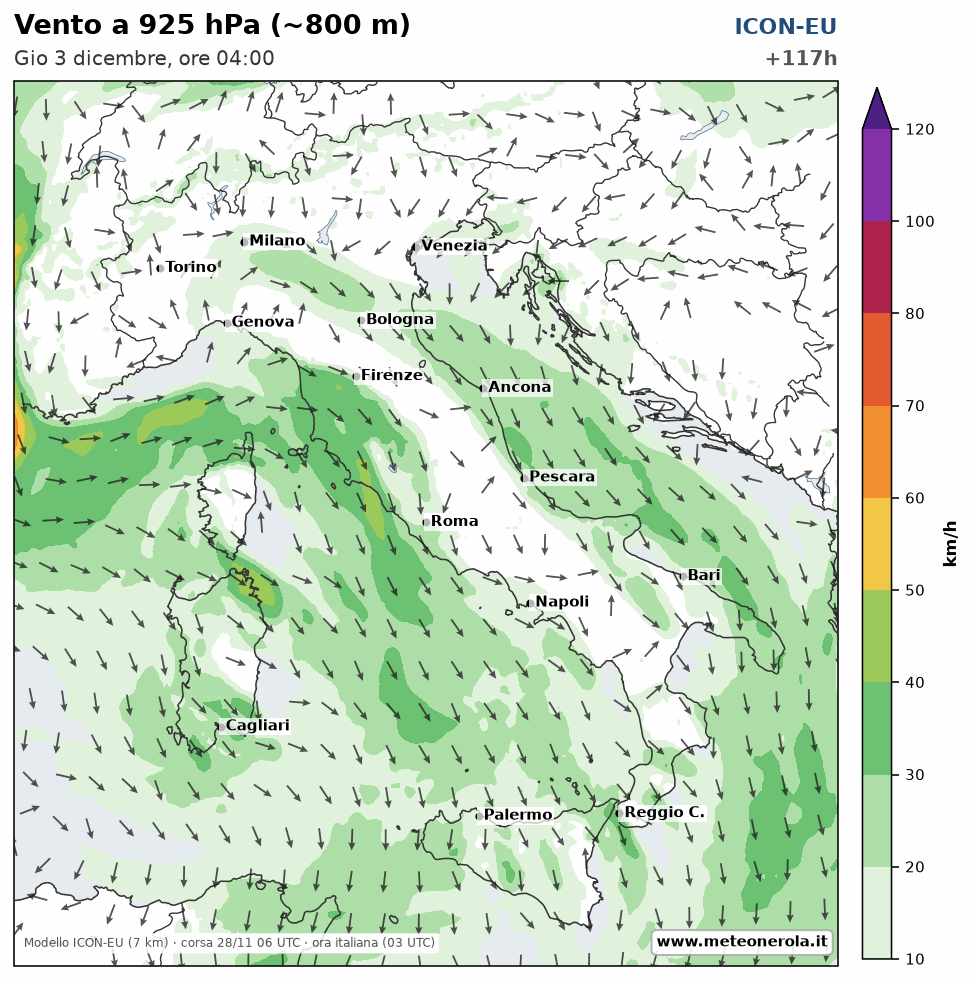 Vento a 925 hPa (~800 m)
ICON-EU
Gio 3 dicembre, ore 04:00
+117h
Milano
Venezia
Torino
Genova
Bologna
Firenze
Ancona
Pescara
Roma
Bari
Napoli
Cagliari
Palermo
Reggio C.
120
100
80
70
60
50
40
30
20
10
km/h
Modello ICON-EU (7 km) · corsa 28/11 06 UTC · ora italiana (03 UTC)
www.meteonerola.it